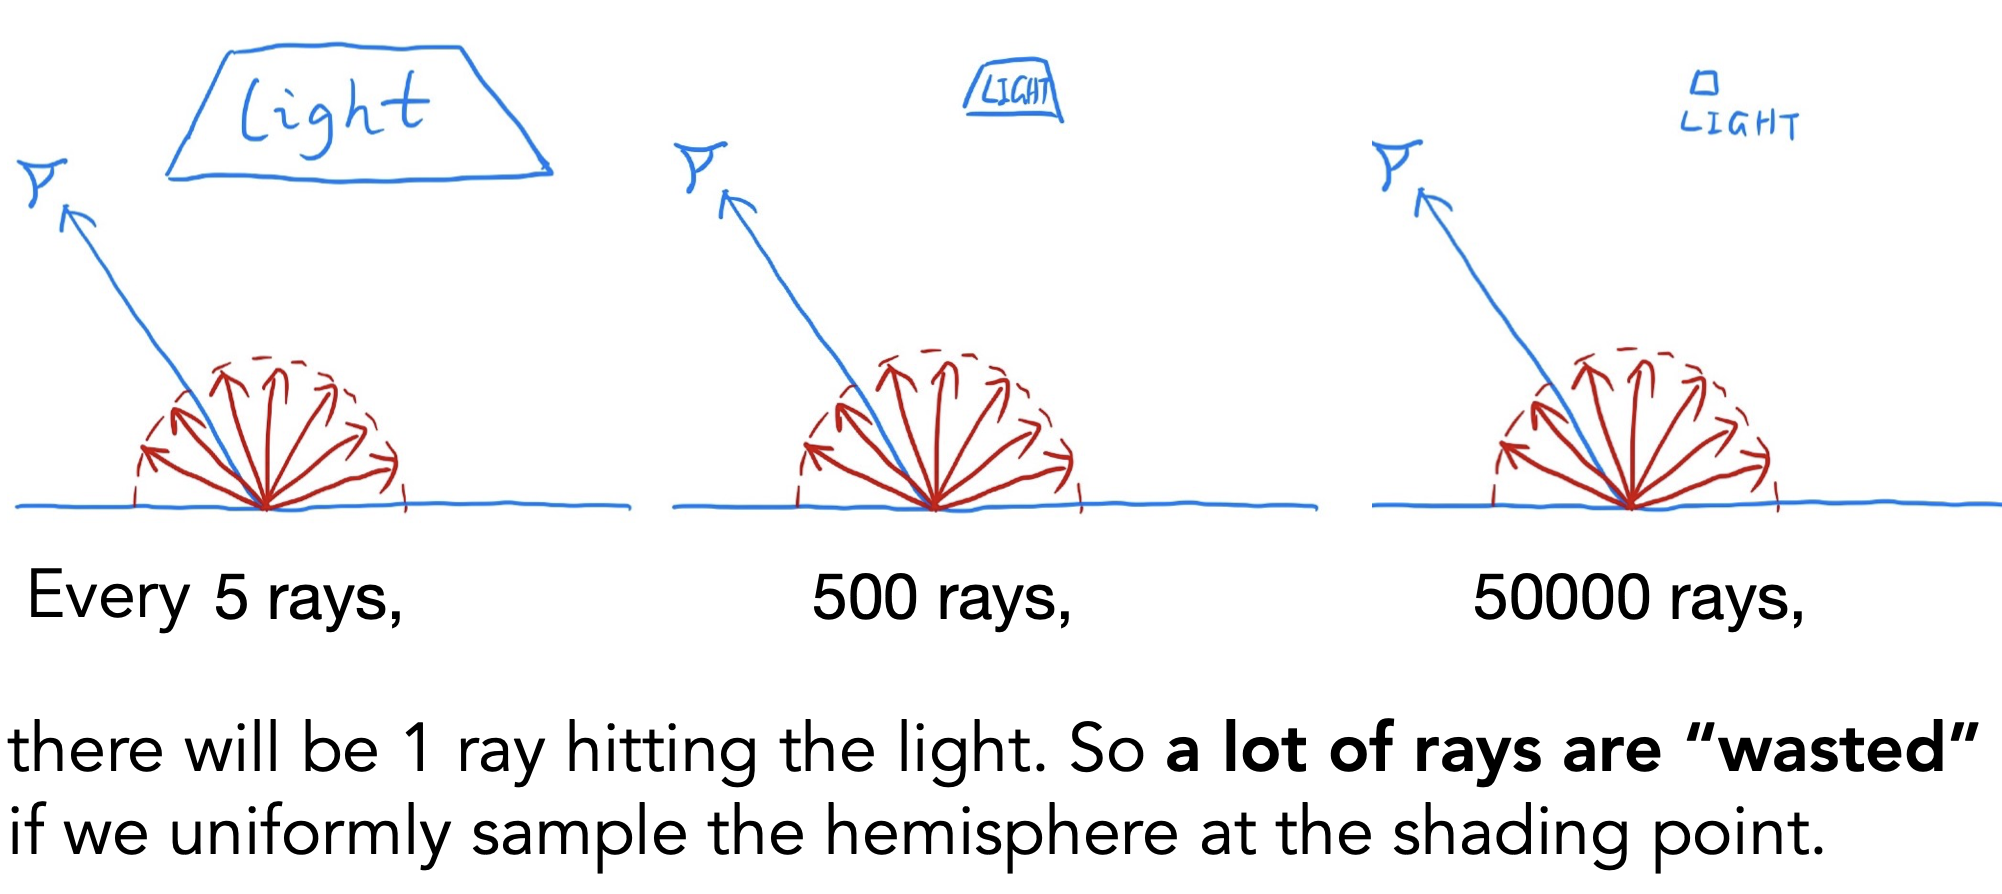 light
LIGHT
LIGHT
Every 5 rays,
500 rays,
50000 rays,
there will be 1 ray hitting the light. So a lot of rays are “wasted”
if we uniformly sample the hemisphere at the shading point.